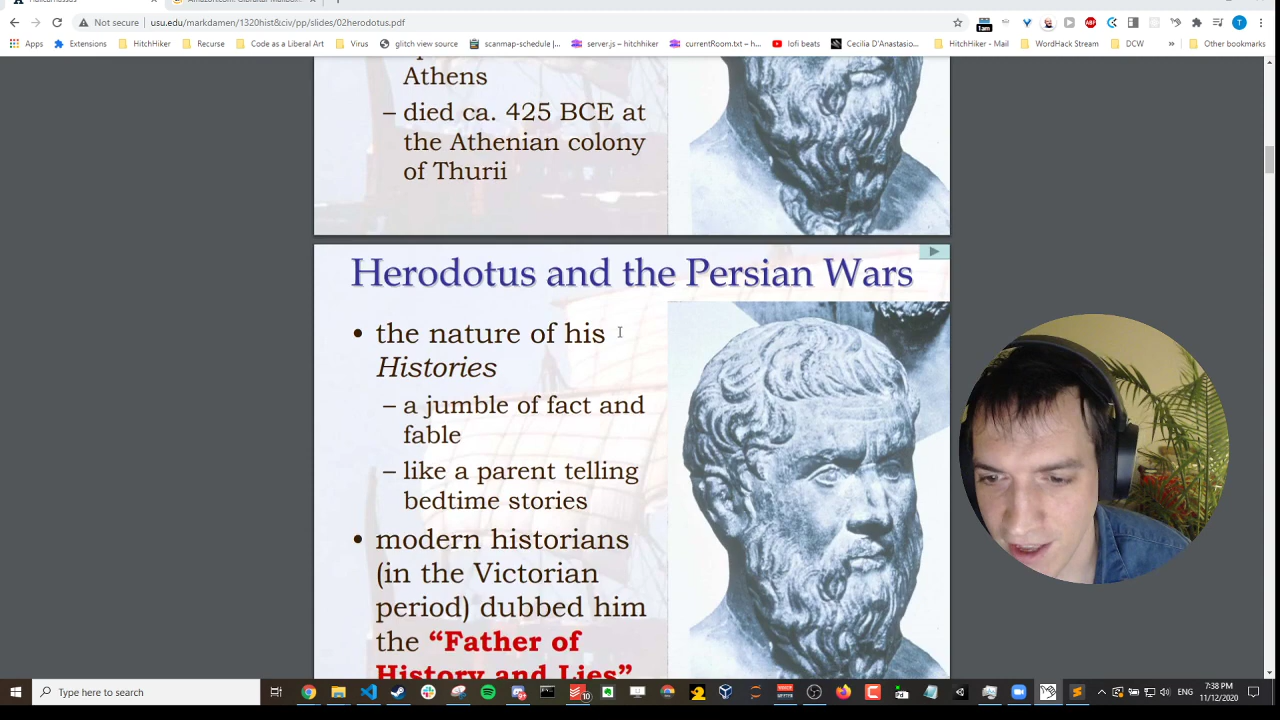 Not secure | usu.edu/markdamen/1320hist&civ/pp/slides/02herodotus.pdf
1am
ABP
T
Apps
Extensions
HitchHiker
Recurse
Code as a Liberal Art
Virus
glitch view source
scanmap-schedule |...
server.js – hitchhiker
currentRoom.txt – h...
lofi beats
Cecilia D'Anastasio...
HitchHiker - Mail
WordHack Stream
DCW
»
Other bookmarks
Athens
– died ca. 425 BCE at
the Athenian colony
of Thurii
Herodotus and the Persian Wars
• the nature of his
Histories
– a jumble of fact and
fable
– like a parent telling
bedtime stories
• modern historians
(in the Victorian
period) dubbed him
the “Father of
History and Lies”
Type here to search
10
ENG
7:38 PM
11/12/2020